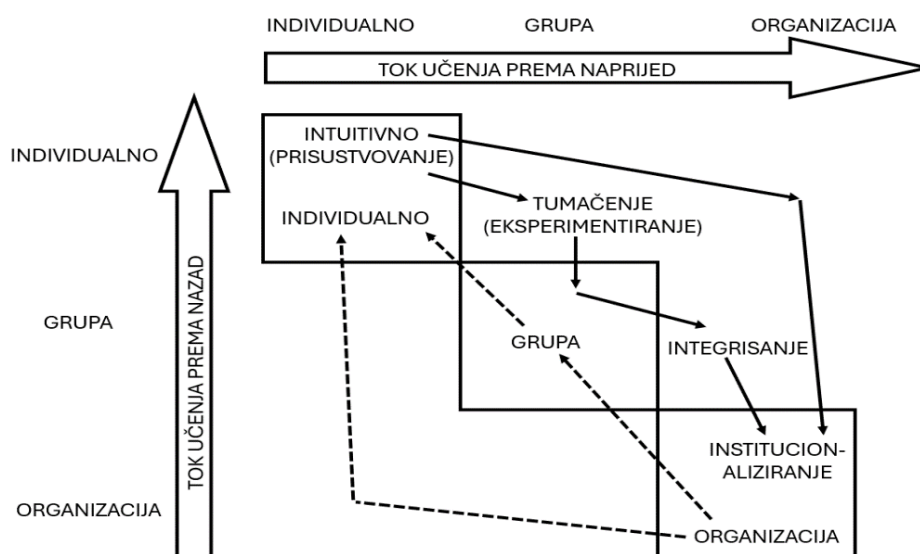 INDIVIDUALNO GRUPA ORGANIZACIJA
TOK UČENJA PREMA NAPRIJED
INDIVIDUALNO
INTUITIVNO
(PRISUSTVOVANJE)
TUMAČENJE
(EKSPERIMENTIRANJE)
INDIVIDUALNO
TOK UČENJA PREMA NAZAD
GRUPA
GRUPA
INTEGRISANJE
INSTITUCION-
ALIZIRANJE
ORGANIZACIJA
ORGANIZACIJA